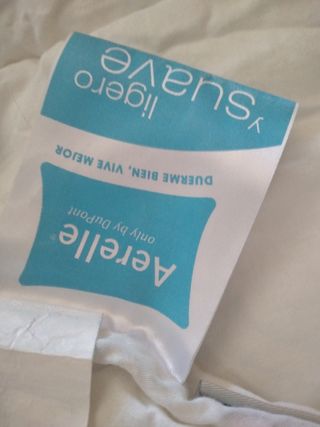 Aerelle®
only by DuPont
DUERME BIEN, VIVE MEJOR
ligero
y suave